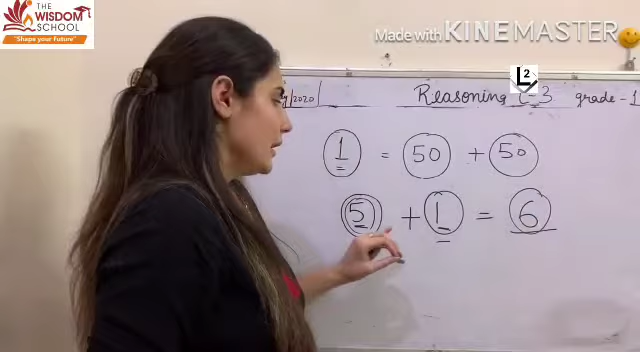 THE
WISDOM
SCHOOL
"Shape your Future"
Made with KINEMASTER
L2
/2020 Reasoning L-3 grade-1
1 = 50 + 50
5 + 1 = 6